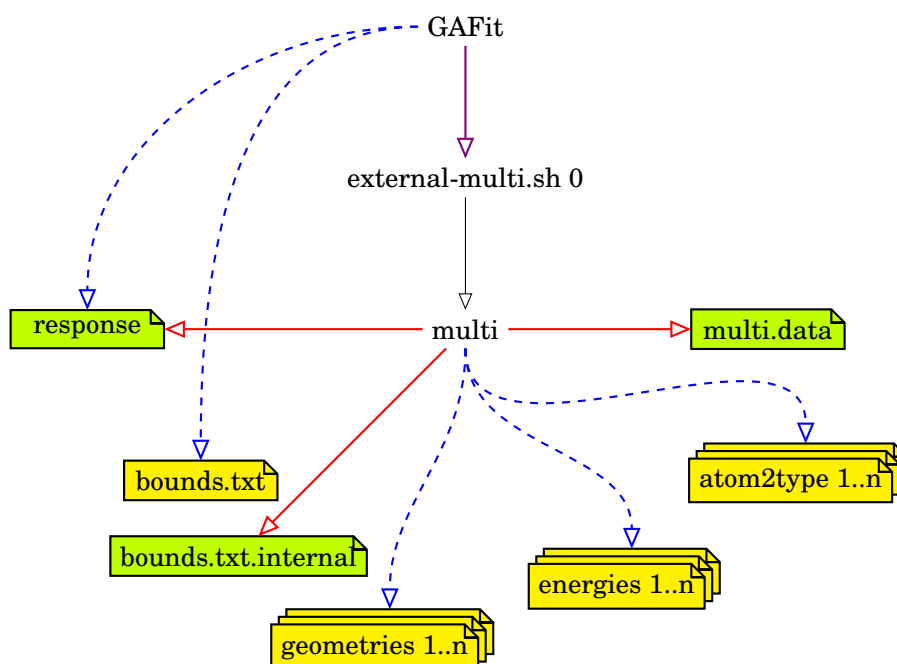 GAFit
external-multi.sh 0
response
multi
multi.data
bounds.txt
atom2type 1..n
bounds.txt.internal
energies 1..n
geometries 1..n